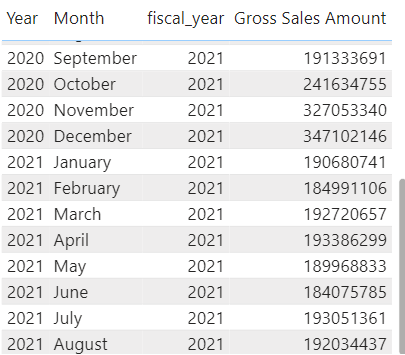 Year Month fiscal_year Gross Sales Amount
2020 September 2021 191333691
2020 October 2021 241634755
2020 November 2021 327053340
2020 December 2021 347102146
2021 January 2021 190680741
2021 February 2021 184991106
2021 March 2021 192720657
2021 April 2021 193386299
2021 May 2021 189968833
2021 June 2021 184075785
2021 July 2021 193051361
2021 August 2021 192034437